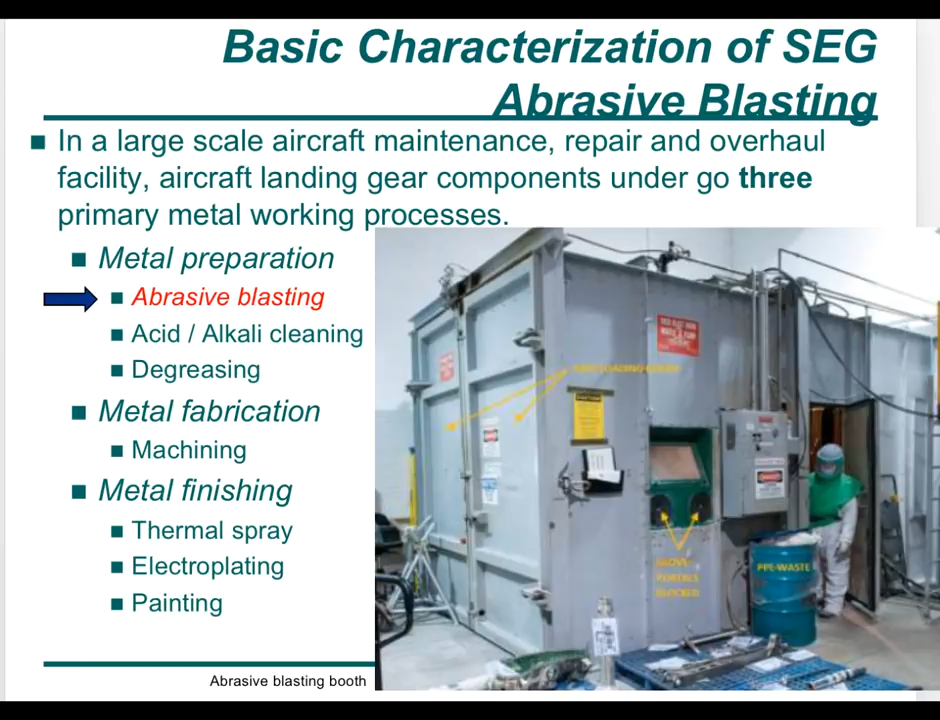 Basic Characterization of SEG
Abrasive Blasting
In a large scale aircraft maintenance, repair and overhaul
facility, aircraft landing gear components under go three
primary metal working processes.
Metal preparation
Abrasive blasting
Acid / Alkali cleaning
Degreasing
Metal fabrication
Machining
Metal finishing
Thermal spray
Electroplating
Painting
GLOVE
PORTALS
BLOCKED
PPE-WASTE
Abrasive blasting booth